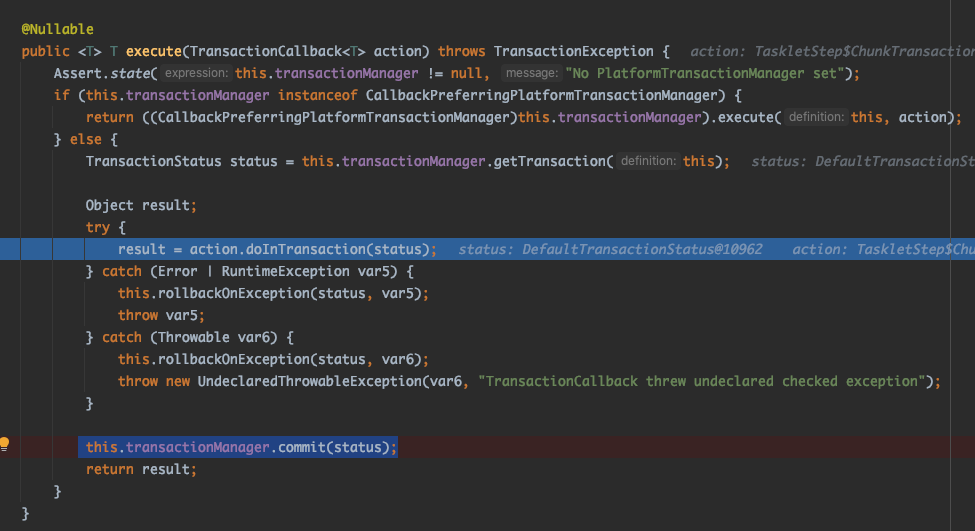 @Nullable
public <T> T execute(TransactionCallback<T> action) throws TransactionException {   action: TaskletStep$ChunkTransaction
Assert.state( expression: this.transactionManager != null, message: "No PlatformTransactionManager set");
if (this.transactionManager instanceof CallbackPreferringPlatformTransactionManager) {
return ((CallbackPreferringPlatformTransactionManager)this.transactionManager).execute( definition: this, action);
} else {
TransactionStatus status = this.transactionManager.getTransaction( definition: this);   status: DefaultTransactionSt
Object result;
try {
result = action.doInTransaction(status);   status: DefaultTransactionStatus@10962   action: TaskletStep$Chu
} catch (Error | RuntimeException var5) {
this.rollbackOnException(status, var5);
throw var5;
} catch (Throwable var6) {
this.rollbackOnException(status, var6);
throw new UndeclaredThrowableException(var6, "TransactionCallback threw undeclared checked exception");
}
this.transactionManager.commit(status);
return result;
}
}